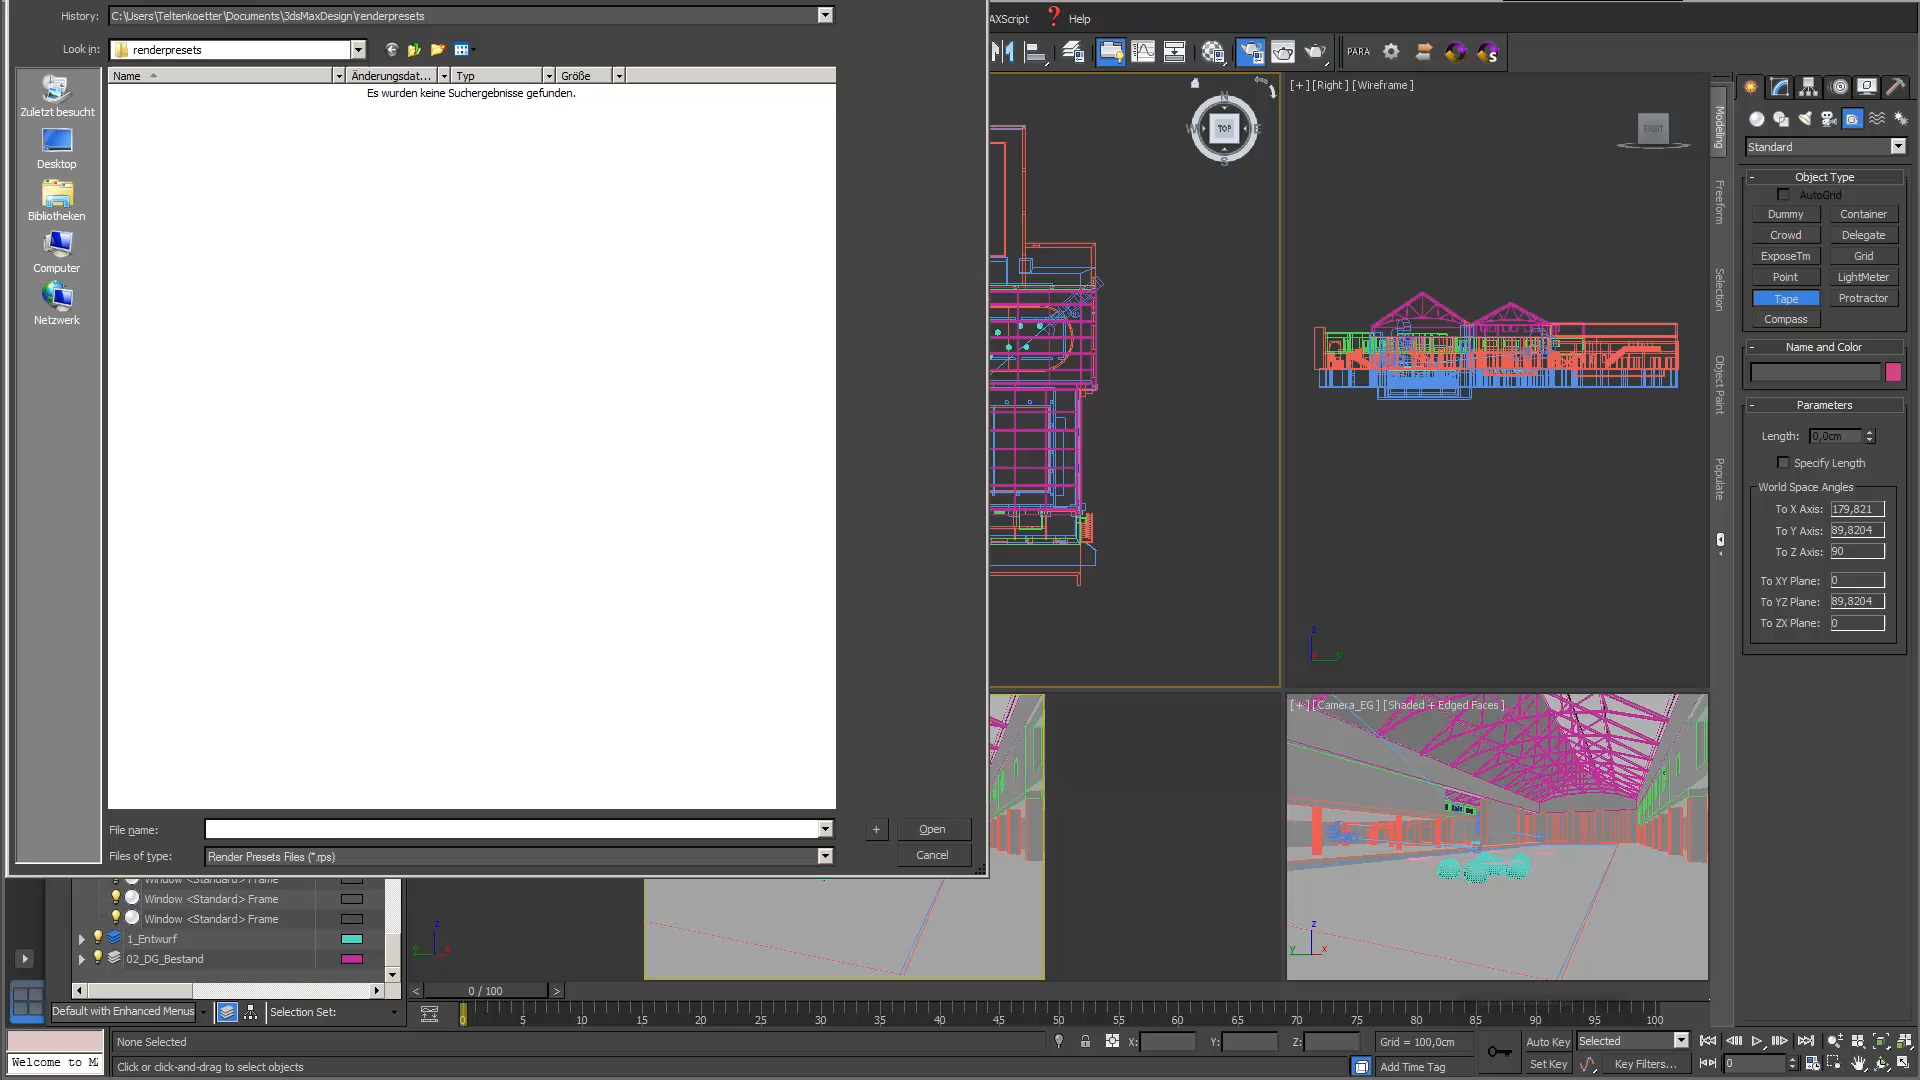 History: C:\Users\Teltenkoetter\Documents\3dsMaxDesign\renderpresets
AXScript Help
Look in: renderpresets
PARA
Name Änderungsdat... Typ Größe
Es wurden keine Suchergebnisse gefunden.
Zuletzt besucht
Desktop
Bibliotheken
Computer
Netzwerk
N
W TOP E
S
[+] [Right] [Wireframe]
RIGHT
Modeling
Freeform
Selection
Object Paint
Populate
Standard
- Object Type
AutoGrid
Dummy Container
Crowd Delegate
ExposeTm Grid
Point LightMeter
Tape Protractor
Compass
- Name and Color
- Parameters
Length: 0,0cm
Specify Length
World Space Angles
To X Axis: 179,821
To Y Axis: 89,8204
To Z Axis: 90
To XY Plane: 0
To YZ Plane: 89,8204
To ZX Plane: 0
z
y
[+] [Camera_EG] [Shaded + Edged Faces]
z
y x
File name:
+ Open
Files of type: Render Presets Files (*.rps)
Cancel
Window <Standard> Frame
Window <Standard> Frame
Window <Standard> Frame
1_Entwurf
02_DG_Bestand
z
y x
< 0 / 100 >
Default with Enhanced Menus Selection Set:
0 5 10 15 20 25 30 35 40 45 50 55 60 65 70 75 80 85 90 95 100
None Selected X: Y: Z: Grid = 100,0cm Auto Key Selected
Welcome to M
Click or click-and-drag to select objects Add Time Tag Set Key Key Filters... 0